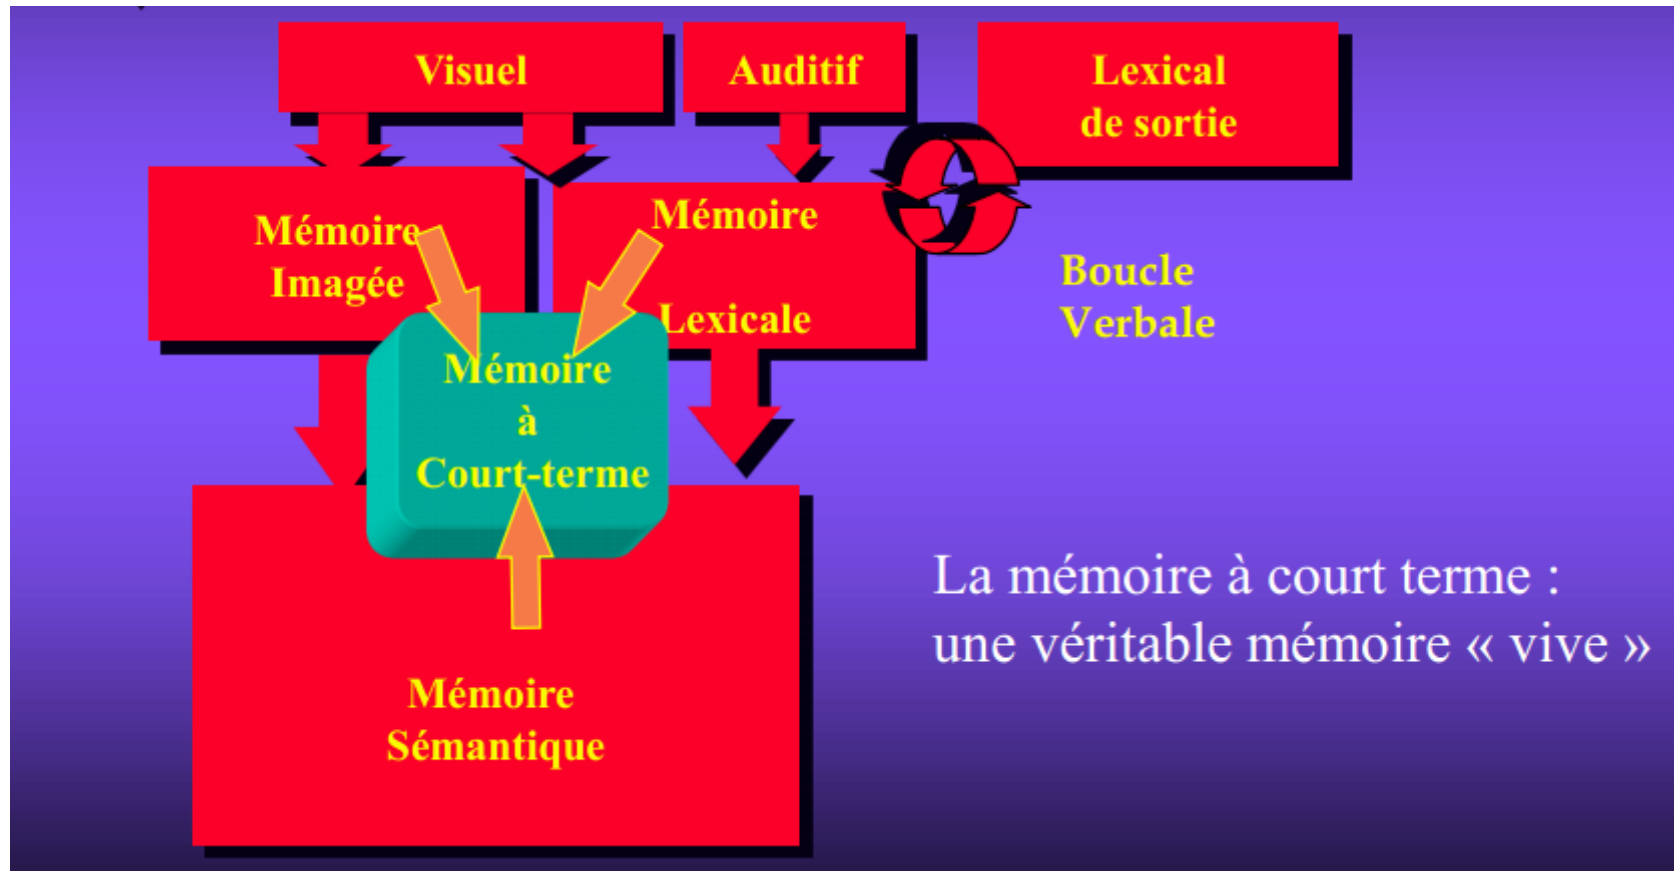 Visuel
Auditif
Lexical
de sortie
Mémoire
Imagée
Mémoire
Lexicale
Boucle
Verbale
Mémoire
à
Court-terme
La mémoire à court terme :
une véritable mémoire « vive »
Mémoire
Sémantique